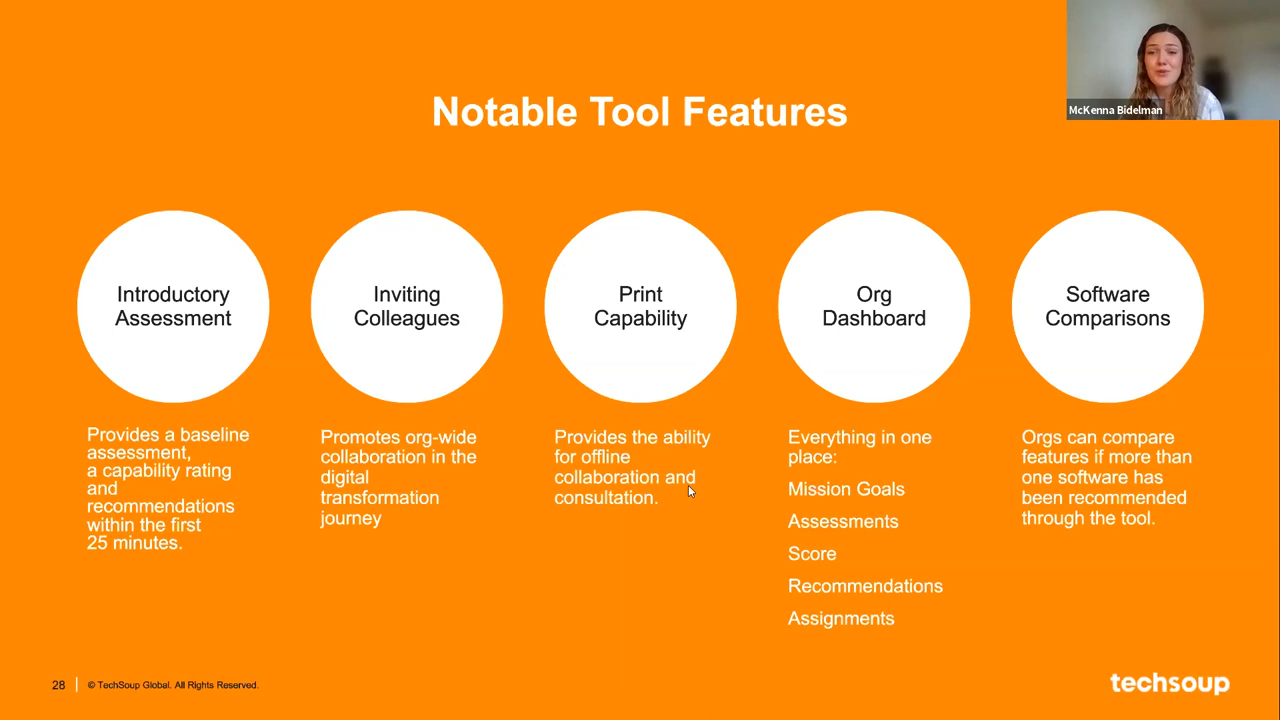 McKenna Bidelman
Notable Tool Features
Introductory
Assessment
Provides a baseline
assessment,
a capability rating
and
recommendations
within the first
25 minutes.
Inviting
Colleagues
Promotes org-wide
collaboration in the
digital
transformation
journey
Print
Capability
Provides the ability
for offline
collaboration and
consultation.
Org
Dashboard
Everything in one
place:
Mission Goals
Assessments
Score
Recommendations
Assignments
Software
Comparisons
Orgs can compare
features if more than
one software has
been recommended
through the tool.
28
© TechSoup Global. All Rights Reserved.
techsoup